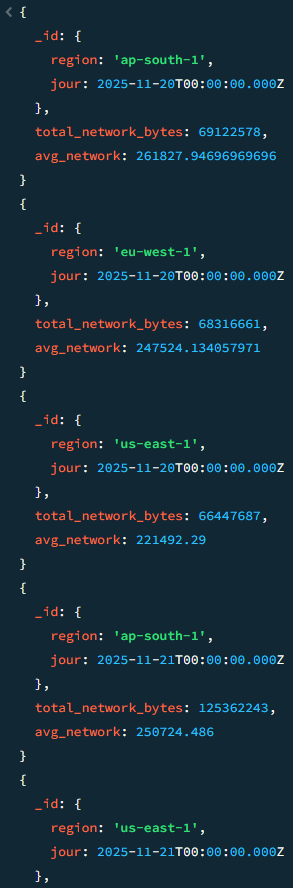 {
_id: {
region: 'ap-south-1',
jour: 2025-11-20T00:00:00.000Z
},
total_network_bytes: 69122578,
avg_network: 261827.94696969696
}
{
_id: {
region: 'eu-west-1',
jour: 2025-11-20T00:00:00.000Z
},
total_network_bytes: 68316661,
avg_network: 247524.134057971
}
{
_id: {
region: 'us-east-1',
jour: 2025-11-20T00:00:00.000Z
},
total_network_bytes: 66447687,
avg_network: 221492.29
}
{
_id: {
region: 'ap-south-1',
jour: 2025-11-21T00:00:00.000Z
},
total_network_bytes: 125362243,
avg_network: 250724.486
}
{
_id: {
region: 'us-east-1',
jour: 2025-11-21T00:00:00.000Z
},